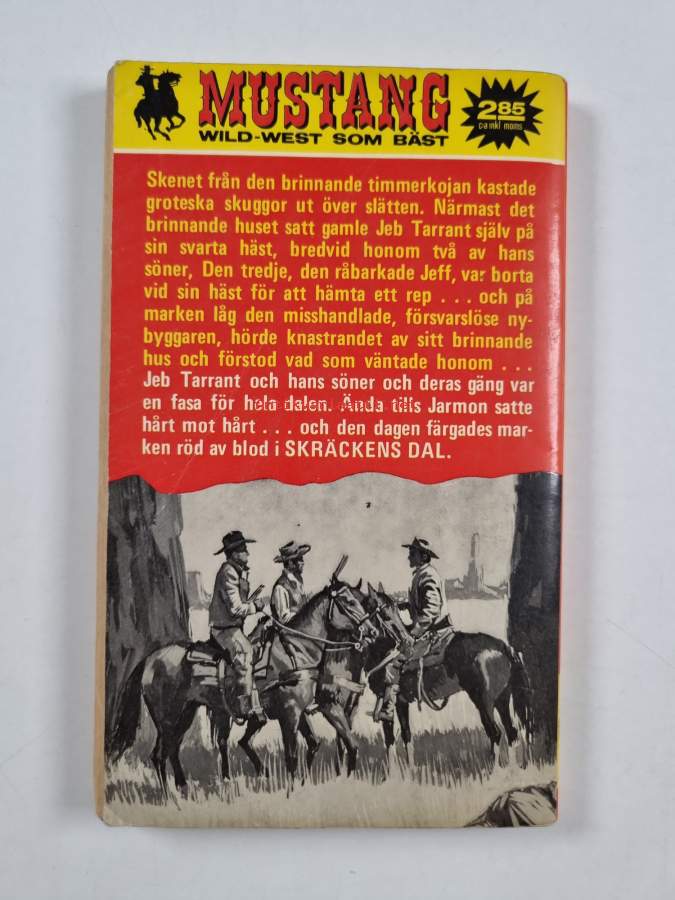 MUSTANG
WILD-WEST SOM BÄST
2 85
c:a inkl moms
Skenet från den brinnande timmerkojan kastade
groteska skuggor ut över slätten. Närmast det
brinnande huset satt gamle Jeb Tarrant själv på
sin svarta häst, bredvid honom två av hans
söner, Den tredje, den råbarkade Jeff, var borta
vid sin häst för att hämta ett rep . . . och på
marken låg den misshandlade, försvarslöse ny-
byggaren, hörde knastrandet av sitt brinnande
hus och förstod vad som väntade honom . . .
Jeb Tarrant och hans söner och deras gäng var
en fasa för hela dalen. Ända tills Jarmon satte
hårt mot hårt . . . och den dagen färgades mar-
ken röd av blod i SKRÄCKENS DAL.